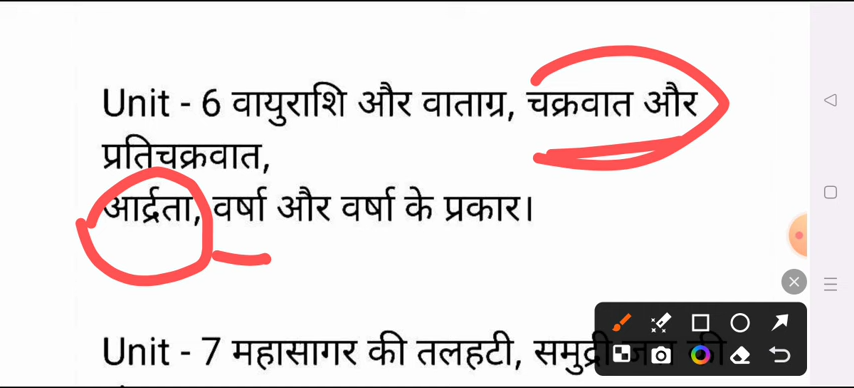 Unit - 6 वायुराशि और वाताग्र, चक्रवात और
प्रतिचक्रवात,
आर्द्रता, वर्षा और वर्षा के प्रकार।
Unit - 7 महासागर की तलहटी, समुद्री जल की